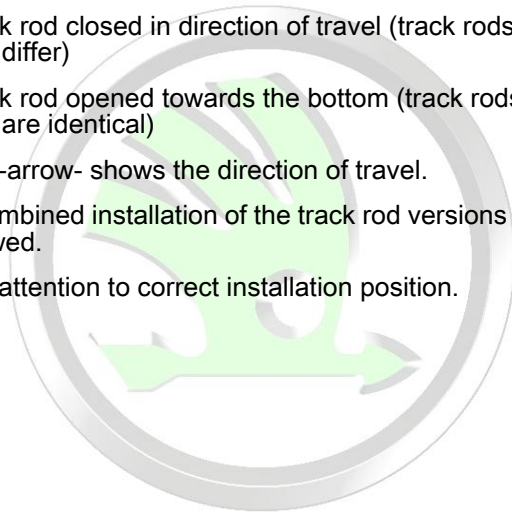 k rod closed in direction of travel (track rods
differ)
k rod opened towards the bottom (track rods
are identical)
-arrow- shows the direction of travel.
mbined installation of the track rod versions
wed.
attention to correct installation position.